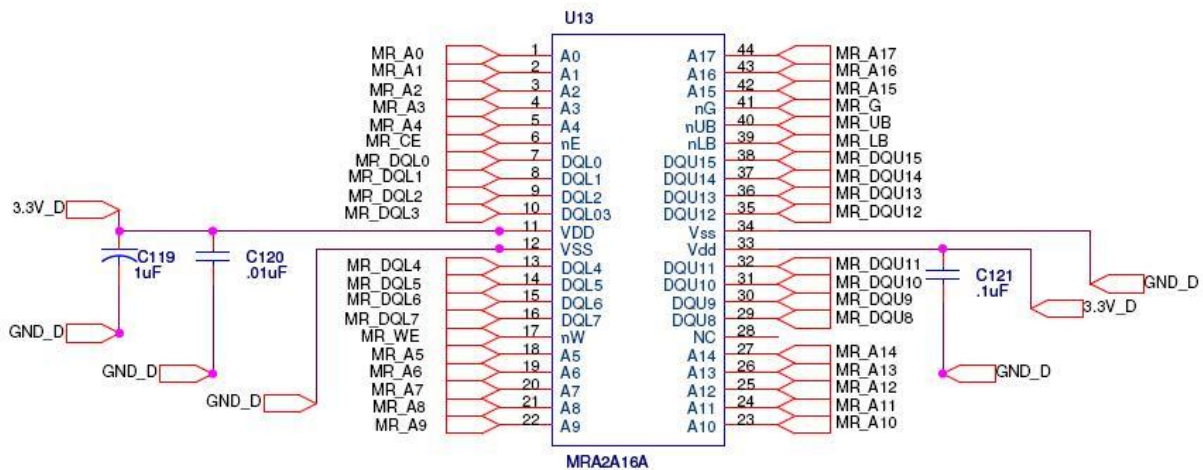 U13
MR_A0 1 A0 A17 44 MR_A17
MR_A1 2 A1 A16 43 MR_A16
MR_A2 3 A2 A15 42 MR_A15
MR_A3 4 A3 nG 41 MR_G
MR_A4 5 A4 nUB 40 MR_UB
MR_CE 6 nE nLB 39 MR_LB
MR_DQL0 7 DQL0 DQU15 38 MR_DQU15
MR_DQL1 8 DQL1 DQU14 37 MR_DQU14
MR_DQL2 9 DQL2 DQU13 36 MR_DQU13
MR_DQL3 10 DQL03 DQU12 35 MR_DQU12
3.3V_D
11 VDD Vss 34
12 VSS Vdd 33
C119
1uF
C120
.01uF
MR_DQL4 13 DQL4 DQU11 32 MR_DQU11
MR_DQL5 14 DQL5 DQU10 31 MR_DQU10
MR_DQL6 15 DQL6 DQU9 30 MR_DQU9
MR_DQL7 16 DQL7 DQU8 29 MR_DQU8
MR_WE 17 nW NC 28
MR_A5 18 A5 A14 27 MR_A14
MR_A6 19 A6 A13 26 MR_A13
MR_A7 20 A7 A12 25 MR_A12
MR_A8 21 A8 A11 24 MR_A11
MR_A9 22 A9 A10 23 MR_A10
C121
.1uF
GND_D
3.3V_D
GND_D
GND_D
GND_D
GND_D
MRA2A16A